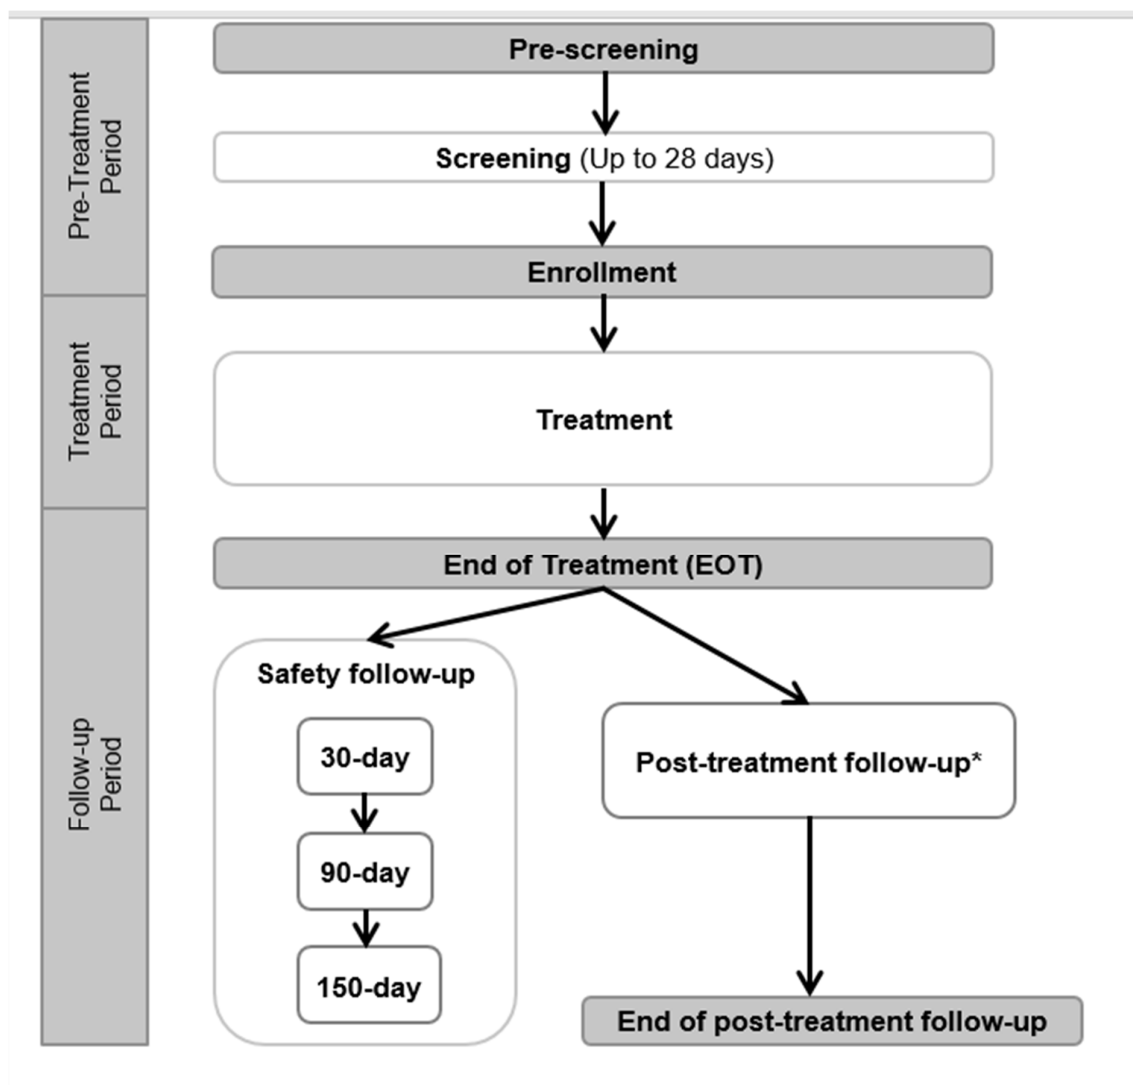 Pre-Treatment
Period
Pre-screening
Screening (Up to 28 days)
Enrollment
Treatment
Period
Treatment
Follow-up
Period
End of Treatment (EOT)
Safety follow-up
30-day
90-day
150-day
Post-treatment follow-up*
End of post-treatment follow-up